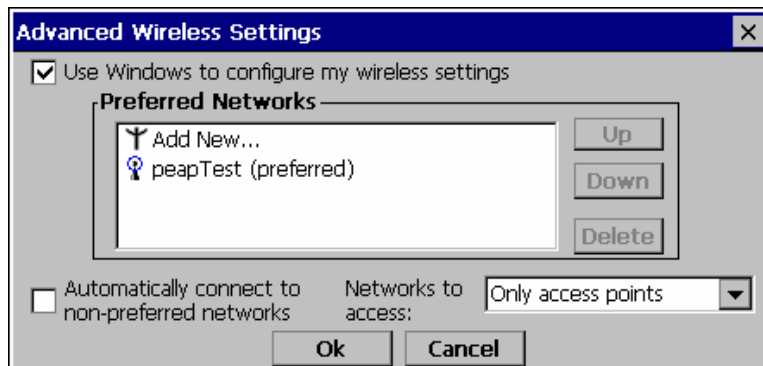 Advanced Wireless Settings
Use Windows to configure my wireless settings
Preferred Networks
Add New...
peapTest (preferred)
Up
Down
Delete
Automatically connect to
non-preferred networks
Networks to
access:
Only access points
Ok
Cancel